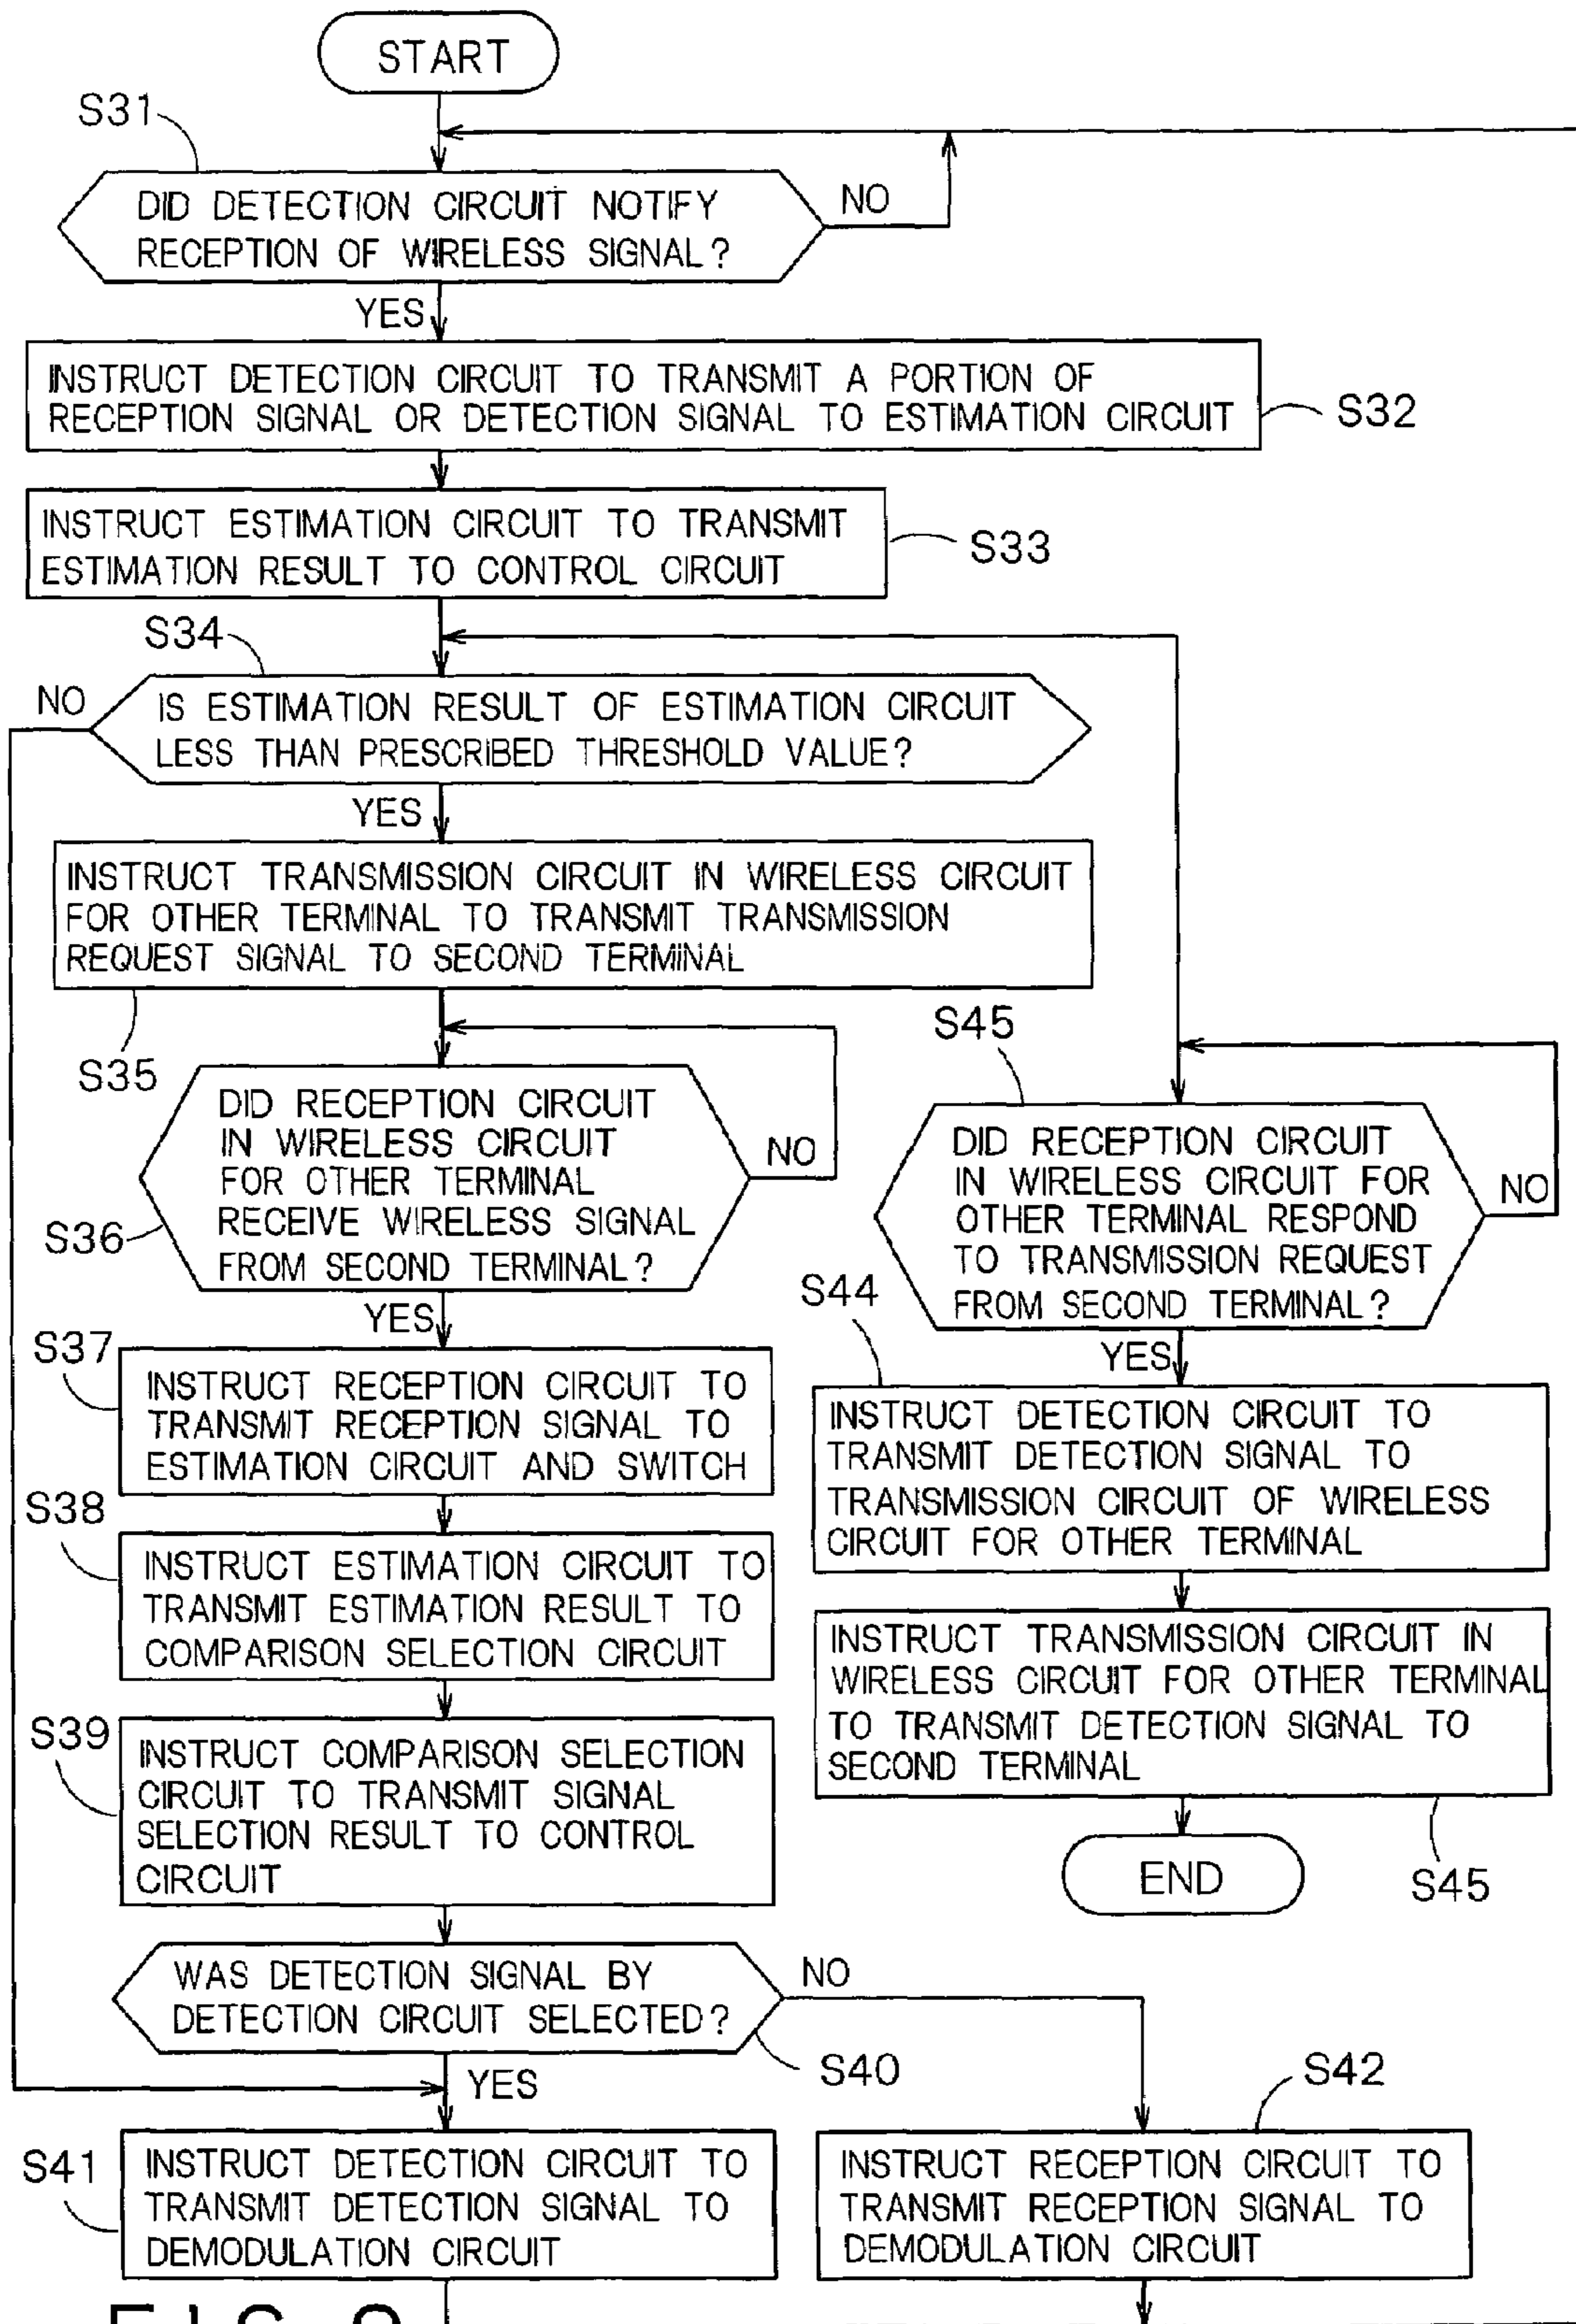 START
S31
DID DETECTION CIRCUIT NOTIFY
RECEPTION OF WIRELESS SIGNAL?
NO
YES
INSTRUCT DETECTION CIRCUIT TO TRANSMIT A PORTION OF
RECEPTION SIGNAL OR DETECTION SIGNAL TO ESTIMATION CIRCUIT
S32
INSTRUCT ESTIMATION CIRCUIT TO TRANSMIT
ESTIMATION RESULT TO CONTROL CIRCUIT
S33
S34
NO
IS ESTIMATION RESULT OF ESTIMATION CIRCUIT
LESS THAN PRESCRIBED THRESHOLD VALUE?
YES
INSTRUCT TRANSMISSION CIRCUIT IN WIRELESS CIRCUIT
FOR OTHER TERMINAL TO TRANSMIT TRANSMISSION
REQUEST SIGNAL TO SECOND TERMINAL
S35
DID RECEPTION CIRCUIT
IN WIRELESS CIRCUIT
FOR OTHER TERMINAL
RECEIVE WIRELESS SIGNAL
FROM SECOND TERMINAL?
NO
S36
YES
S45
DID RECEPTION CIRCUIT
IN WIRELESS CIRCUIT FOR
OTHER TERMINAL RESPOND
TO TRANSMISSION REQUEST
FROM SECOND TERMINAL?
NO
YES
S37
INSTRUCT RECEPTION CIRCUIT TO
TRANSMIT RECEPTION SIGNAL TO
ESTIMATION CIRCUIT AND SWITCH
S44
INSTRUCT DETECTION CIRCUIT TO
TRANSMIT DETECTION SIGNAL TO
TRANSMISSION CIRCUIT OF WIRELESS
CIRCUIT FOR OTHER TERMINAL
S38
INSTRUCT ESTIMATION CIRCUIT TO
TRANSMIT ESTIMATION RESULT TO
COMPARISON SELECTION CIRCUIT
INSTRUCT TRANSMISSION CIRCUIT IN
WIRELESS CIRCUIT FOR OTHER TERMINAL
TO TRANSMIT DETECTION SIGNAL TO
SECOND TERMINAL
S45
END
S39
INSTRUCT COMPARISON SELECTION
CIRCUIT TO TRANSMIT SIGNAL
SELECTION RESULT TO CONTROL
CIRCUIT
WAS DETECTION SIGNAL BY
DETECTION CIRCUIT SELECTED?
NO
S40
YES
S41
INSTRUCT DETECTION CIRCUIT TO
TRANSMIT DETECTION SIGNAL TO
DEMODULATION CIRCUIT
S42
INSTRUCT RECEPTION CIRCUIT TO
TRANSMIT RECEPTION SIGNAL TO
DEMODULATION CIRCUIT